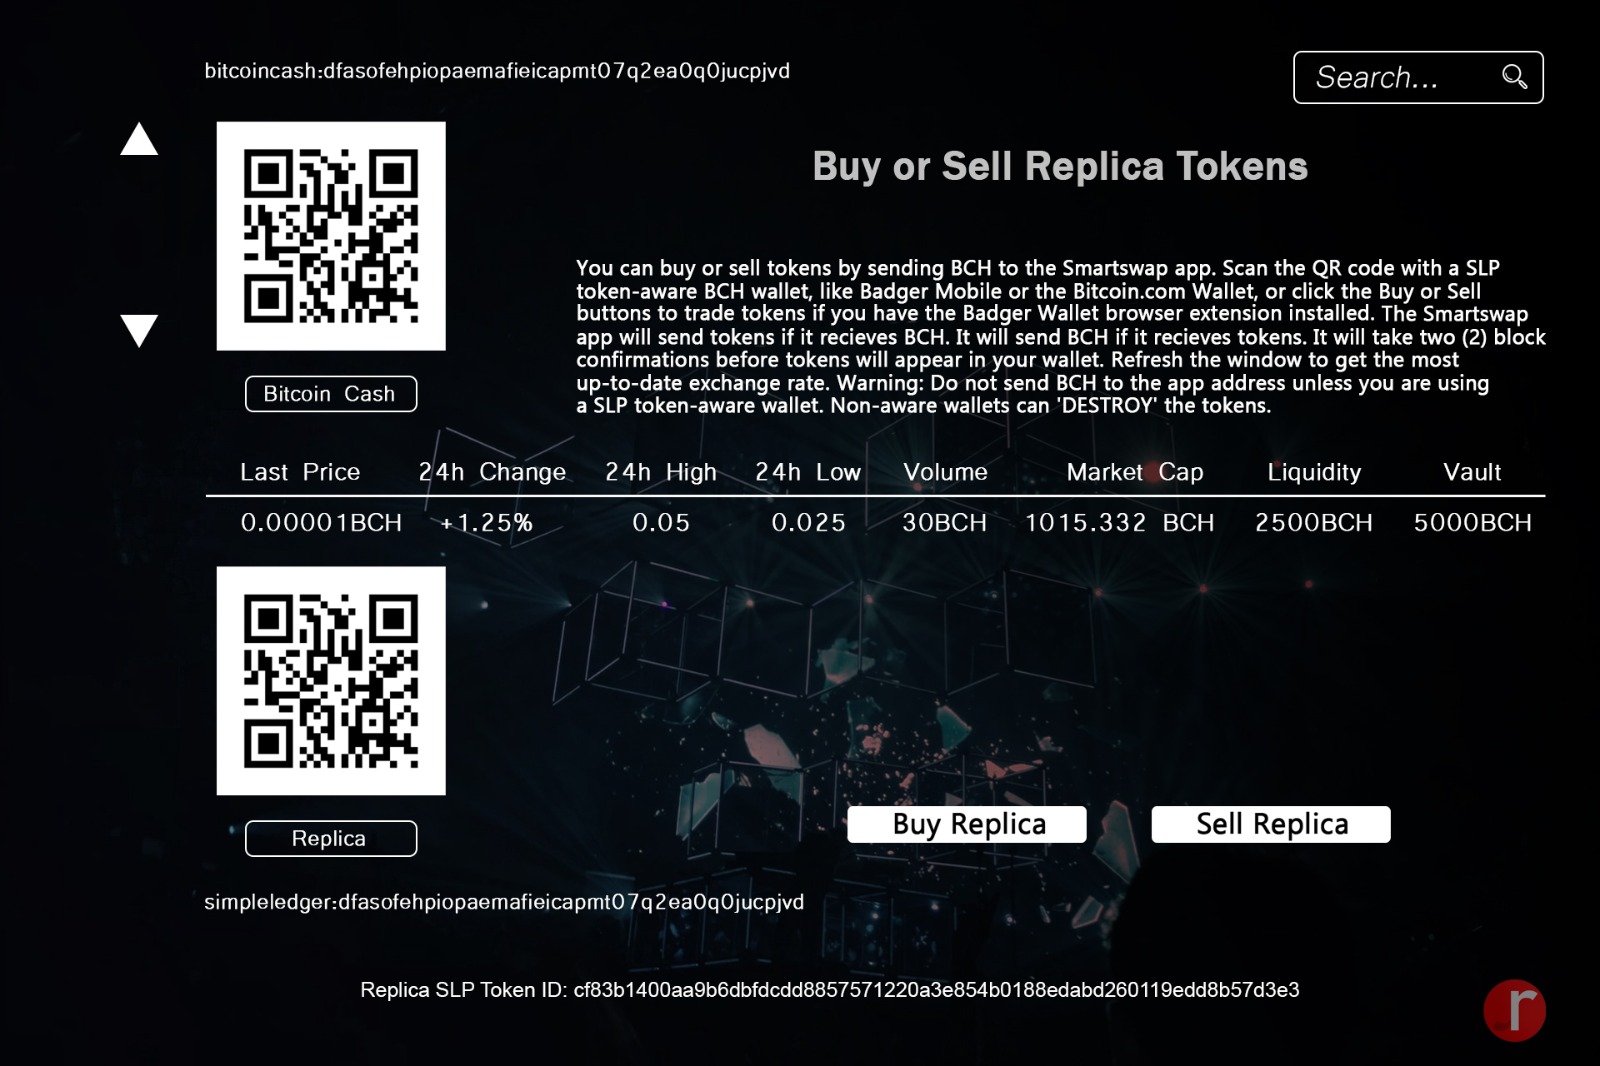 bitcoincash:dfasofehpiopaemafieicapmt07q2ea0q0jucpjvd
Search...
Buy or Sell Replica Tokens
You can buy or sell tokens by sending BCH to the Smartswap app. Scan the QR code with a SLP
token-aware BCH wallet, like Badger Mobile or the Bitcoin.com Wallet, or click the Buy or Sell
buttons to trade tokens if you have the Badger Wallet browser extension installed. The Smartswap
app will send tokens if it recieves BCH. It will send BCH if it recieves tokens. It will take two (2) block
confirmations before tokens will appear in your wallet. Refresh the window to get the most
up-to-date exchange rate. Warning: Do not send BCH to the app address unless you are using
a SLP token-aware wallet. Non-aware wallets can 'DESTROY' the tokens.
Bitcoin Cash
Last Price 24h Change 24h High 24h Low Volume Market Cap Liquidity Vault
0.00001BCH +1.25% 0.05 0.025 30BCH 1015.332 BCH 2500BCH 5000BCH
Buy Replica Sell Replica
Replica
simpleledger:dfasofehpiopaemafieicapmt07q2ea0q0jucpjvd
Replica SLP Token ID: cf83b1400aa9b6dbfdcdd8857571220a3e854b0188edabd260119edd8b57d3e3
r